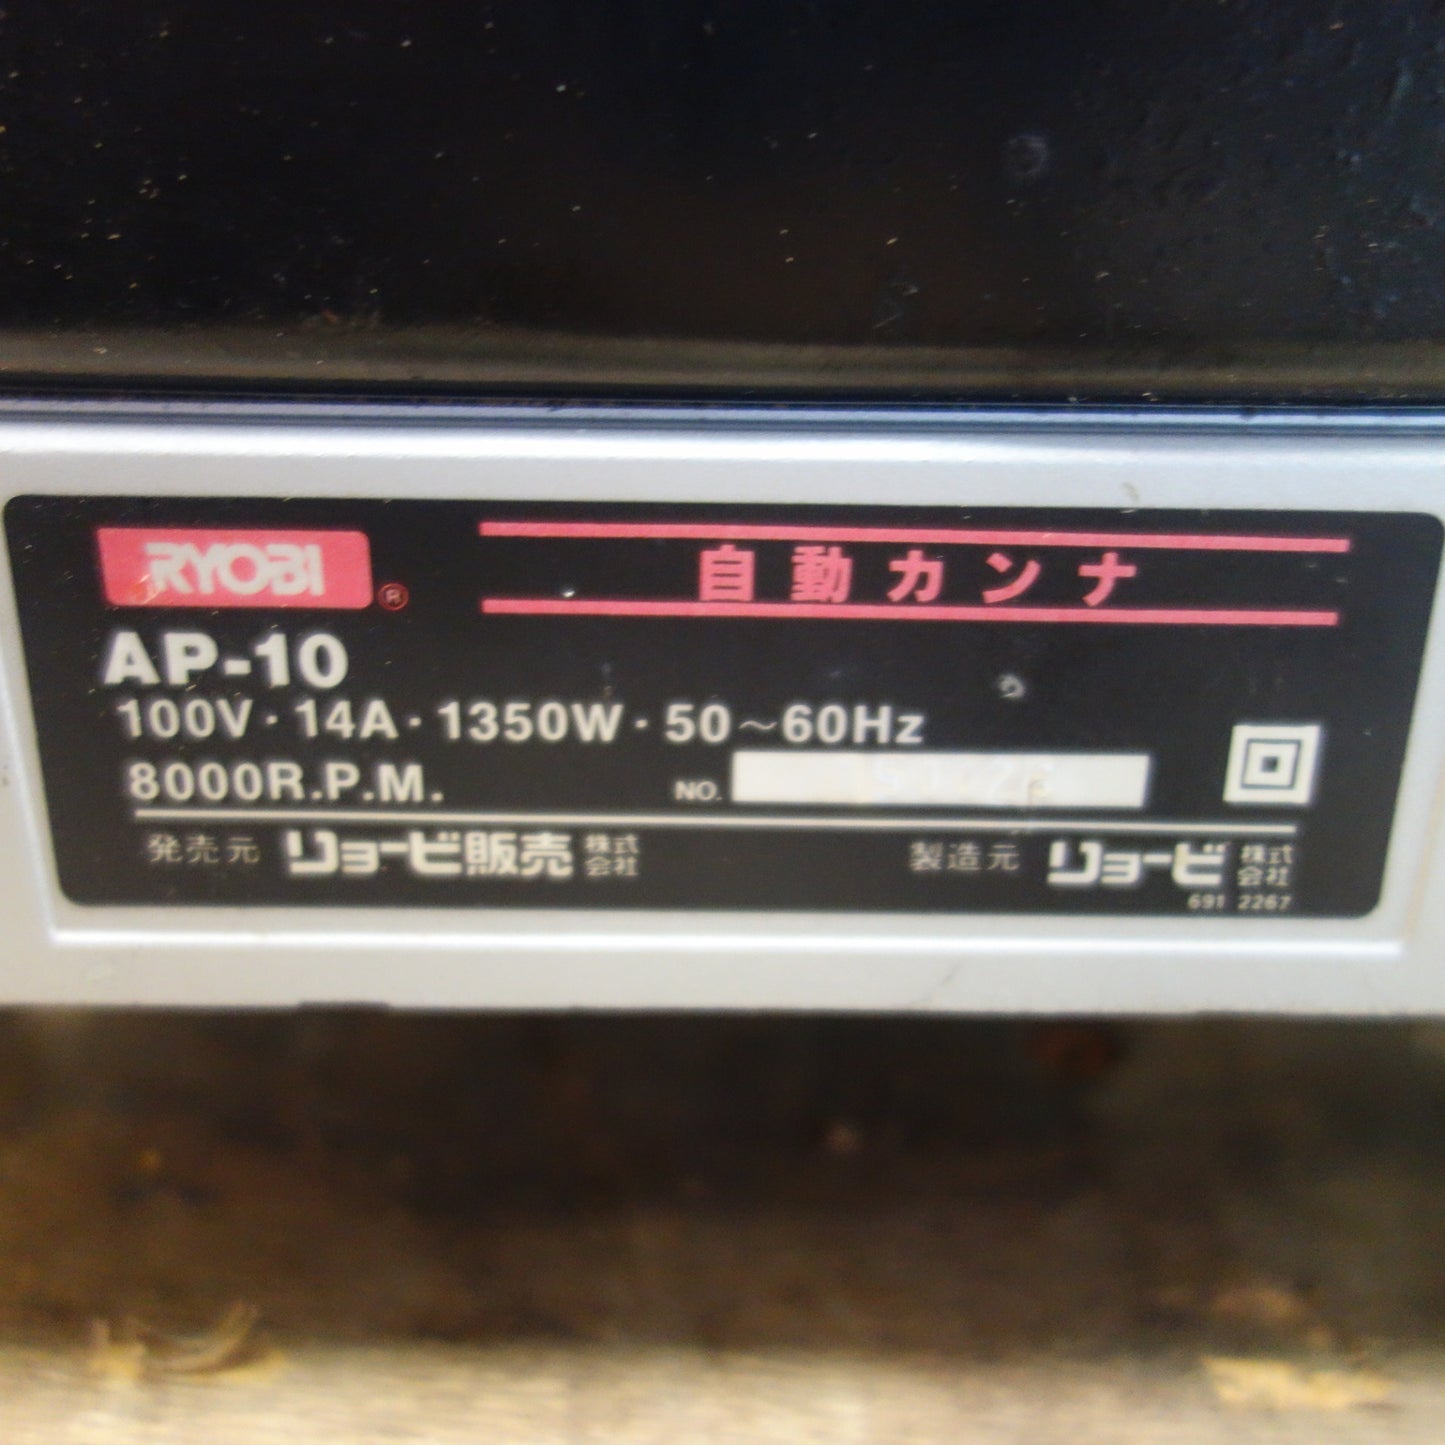 RYOBI ®
自動カンナ
AP-10
100V・14A・1350W・50～60Hz
8000R.P.M.
NO.
発売元 リョービ販売株式会社
製造元 リョービ株式会社
691 2267